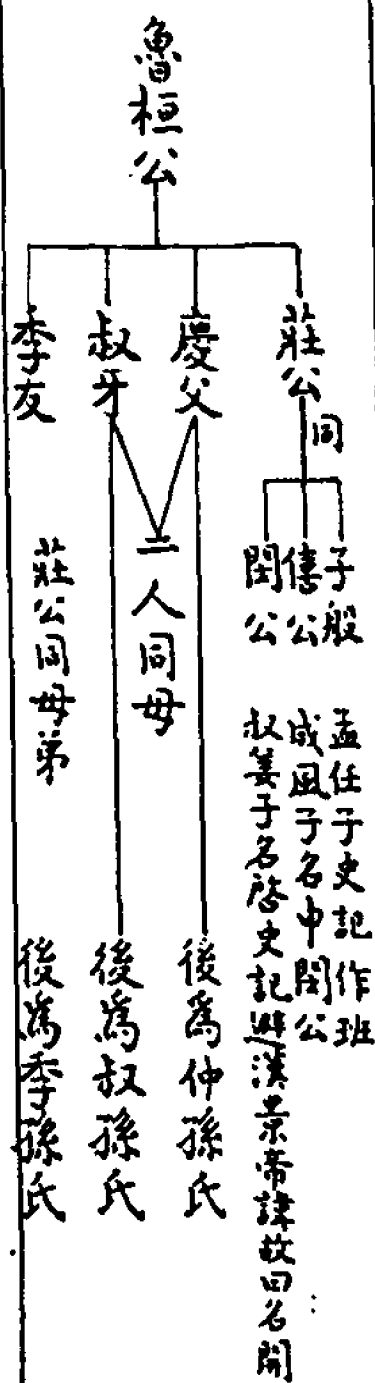 魯桓公
莊公
同
慶父
叔牙
季友
子般
僖公
閔公
孟任子史記作班
成風子名申閔公
叔姜子名啓史記避漢景帝諱故曰名開
二人同母
莊公同母弟
後爲仲孫氏
後爲叔孫氏
後爲季孫氏